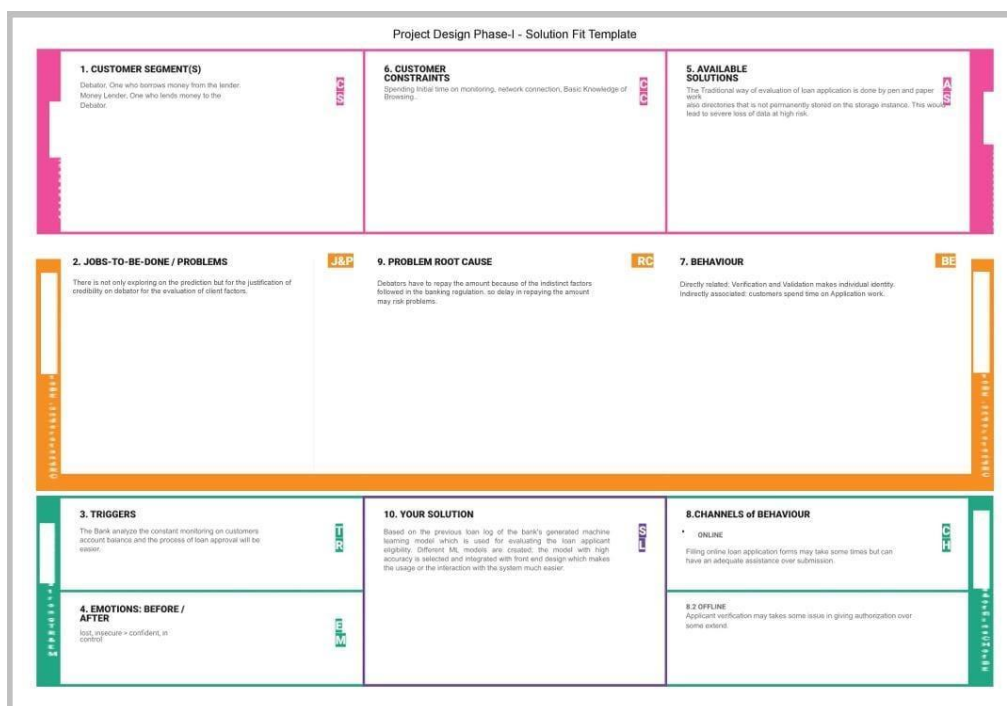 Project Design Phase-I - Solution Fit Template
1. CUSTOMER SEGMENT(S)
Debator, One who borrows money from the lender.
Money Lender, One who lends money to the
Debator.
CS
6. CUSTOMER
CONSTRAINTS
Spending Initial time on monitoring, network connection, Basic Knowledge of
Browsing..
CC
5. AVAILABLE
SOLUTIONS
The Traditional way of evaluation of loan application is done by pen and paper
work
also directories that is not permanently stored on the storage instance. This would
lead to severe loss of data at high risk.
AS
2. JOBS-TO-BE-DONE / PROBLEMS
There is not only exploring on the prediction but for the justification of
credibility on debator for the evaluation of client factors.
J&P
9. PROBLEM ROOT CAUSE
Debators have to repay the amount because of the indistinct factors
followed in the banking regulation. so delay in repaying the amount
may risk problems.
RC
7. BEHAVIOUR
Directly related: Verification and Validation makes individual identity.
Indirectly associated: customers spend time on Application work.
BE
3. TRIGGERS
The Bank analyze the constant monitoring on customers
account balance and the process of loan approval will be
easier.
TR
4. EMOTIONS: BEFORE /
AFTER
lost, insecure > confident, in
control
EM
10. YOUR SOLUTION
Based on the previous loan log of the bank's generated machine
learning model which is used for evaluating the loan applicant
eligibility. Different ML models are created; the model with high
accuracy is selected and integrated with front end design which makes
the usage or the interaction with the system much easier.
SL
8.CHANNELS of BEHAVIOUR
• ONLINE
Filling online loan application forms may take some times but can
have an adequate assistance over submission.
CH
8.2 OFFLINE
Applicant verification may takes some issue in giving authorization over
some extend.